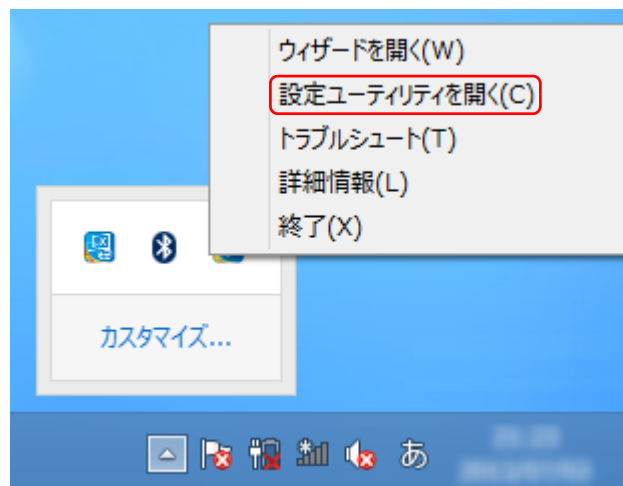 ウィザードを開く(W)
設定ユーティリティを開く(C)
トラブルシュート(T)
詳細情報(L)
終了(X)
カスタマイズ...
あ